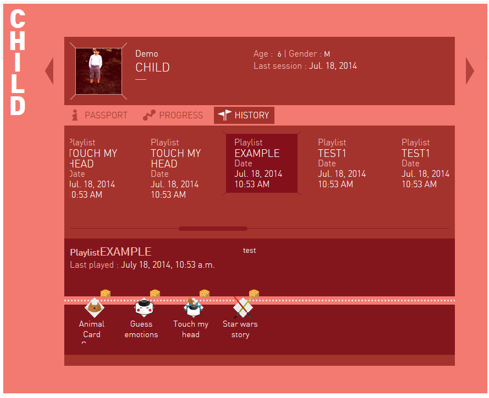 CHILD
Demo
CHILD
Age : 6 | Gender : M
Last session : Jul. 18, 2014
PASSPORT
PROGRESS
HISTORY
Playlist
TOUCH MY
HEAD
Date
Jul. 18, 2014
10:53 AM
Playlist
TOUCH MY
HEAD
Date
Jul. 18, 2014
10:53 AM
Playlist
EXAMPLE
Date
Jul. 18, 2014
10:53 AM
Playlist
TEST1
Date
Jul. 18, 2014
10:53 AM
Playlist
TEST1
Date
Jul. 18, 2014
10:53 AM
PlaylistEXAMPLE
Last played : July 18, 2014, 10:53 a.m.
test
Animal
Card
Guess
emotions
Touch my
head
Star wars
story